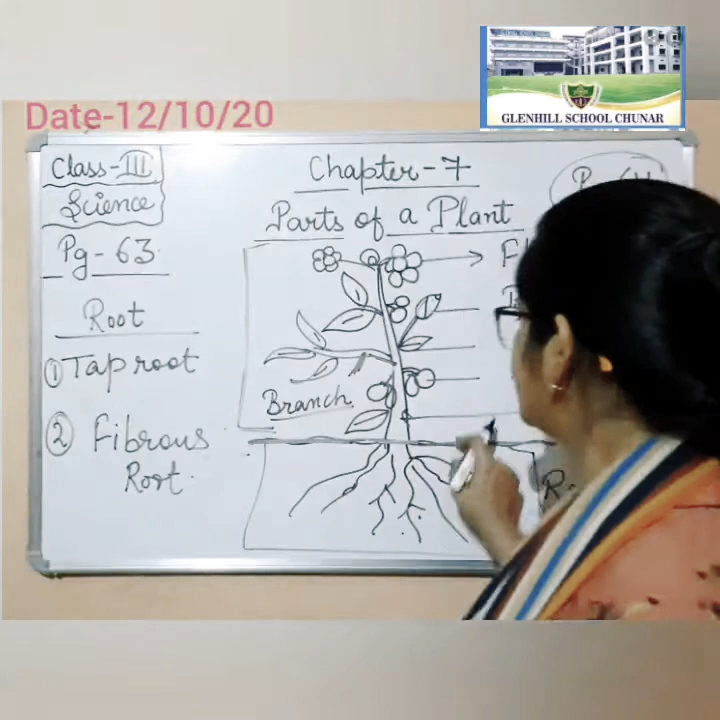 GLENHILL SCHOOL CHUNAR
Date-12/10/20
Class-III
Science
Pg-63
Chapter-7
Parts of a Plant
Root
① Tap root
② Fibrous
Root
Branch